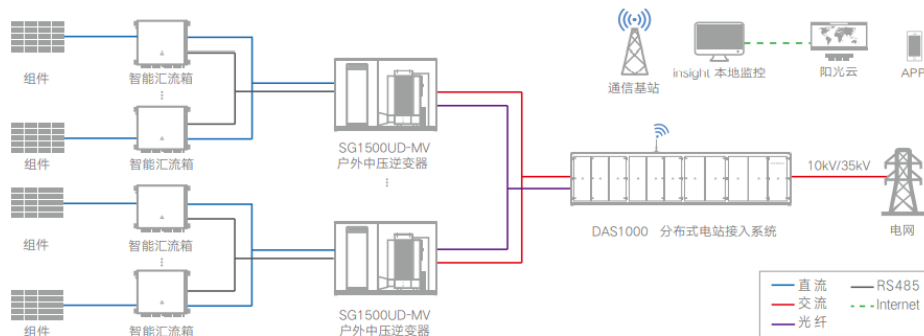 组件
智能汇流箱
⋮
组件
智能汇流箱
SG1500UD-MV
户外中压逆变器
⋮
组件
智能汇流箱
⋮
组件
智能汇流箱
SG1500UD-MV
户外中压逆变器
通信基站
insight 本地监控
阳光云
APP
10kV/35kV
DAS1000 分布式电站接入系统
电网
直流
RS485
交流
Internet
光纤